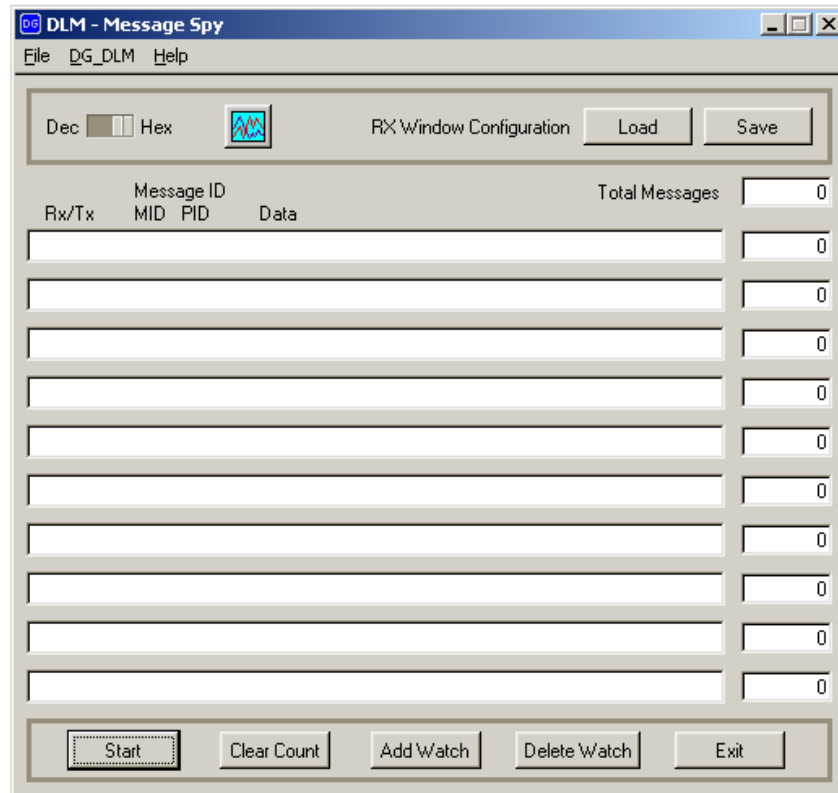 DG DLM - Message Spy
File DG_DLM Help
Dec Hex RX Window Configuration Load Save
Message ID Total Messages 0
Rx/Tx MID PID Data
0
0
0
0
0
0
0
0
0
0
Start Clear Count Add Watch Delete Watch Exit